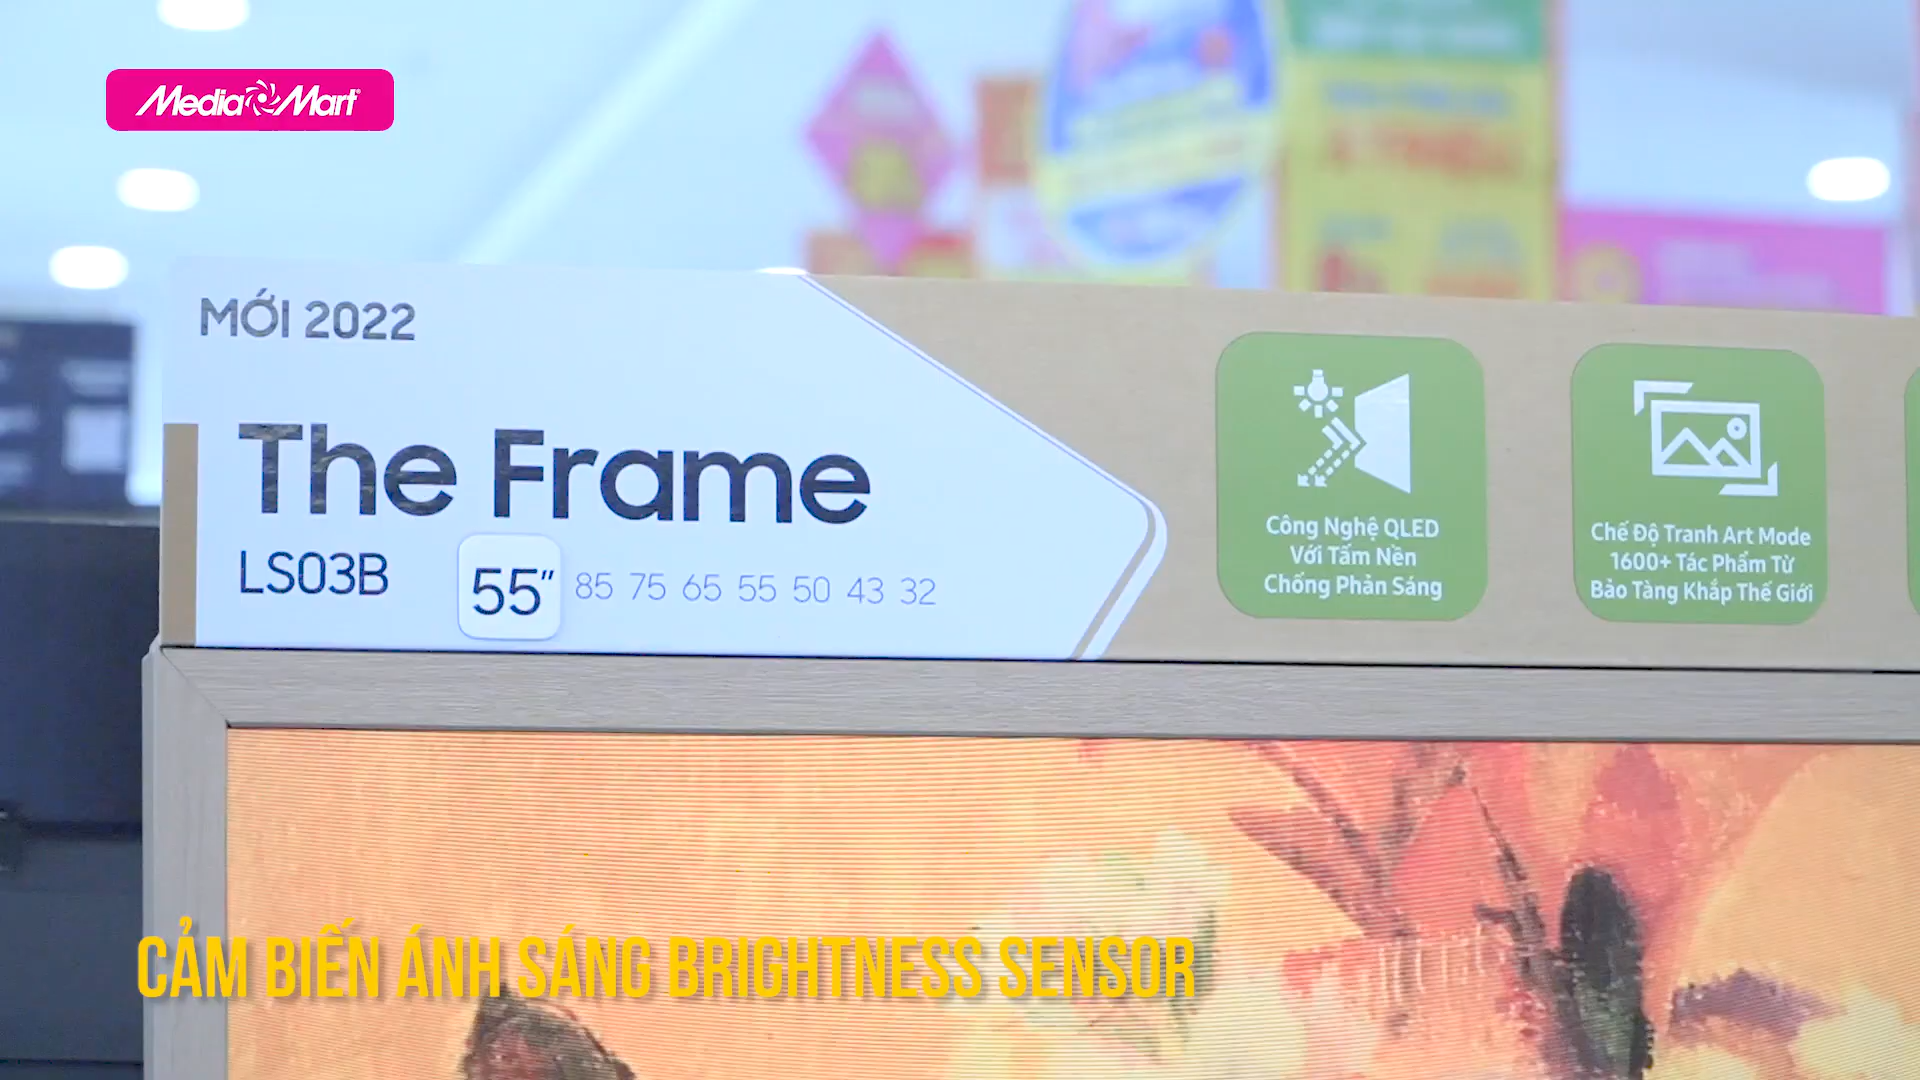 Media Mart
MỚI 2022
The Frame
LS03B
55" 85 75 65 55 50 43 32
Công Nghệ QLED
Với Tấm Nền
Chống Phản Sáng
Chế Độ Tranh Art Mode
1600+ Tác Phẩm Từ
Bảo Tàng Khắp Thế Giới
CẢM BIẾN ÁNH SÁNG BRIGHTNESS SENSOR